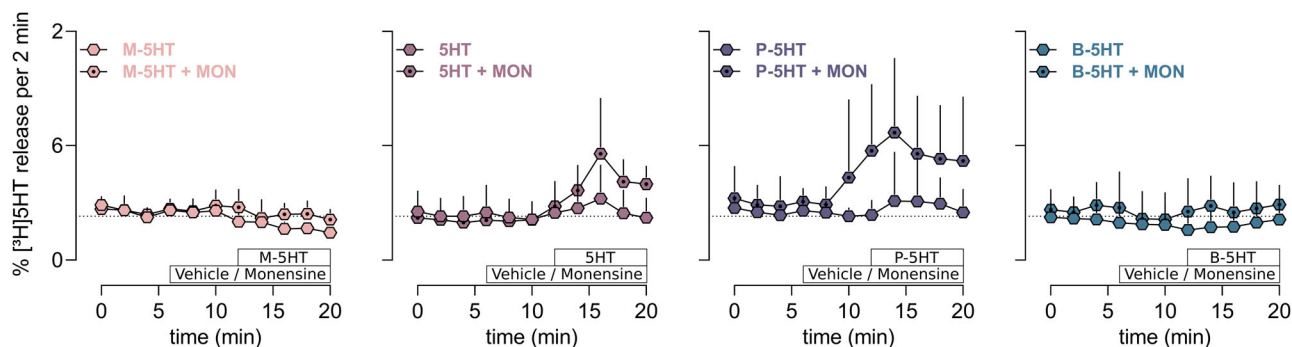 % [³H]5HT release per 2 min
2
6
0
M-5HT
M-5HT + MON
M-5HT
Vehicle / Monensine
0 5 10 15 20
time (min)
5HT
5HT + MON
5HT
Vehicle / Monensine
0 5 10 15 20
time (min)
P-5HT
P-5HT + MON
P-5HT
Vehicle / Monensine
0 5 10 15 20
time (min)
B-5HT
B-5HT + MON
B-5HT
Vehicle / Monensine
0 5 10 15 20
time (min)